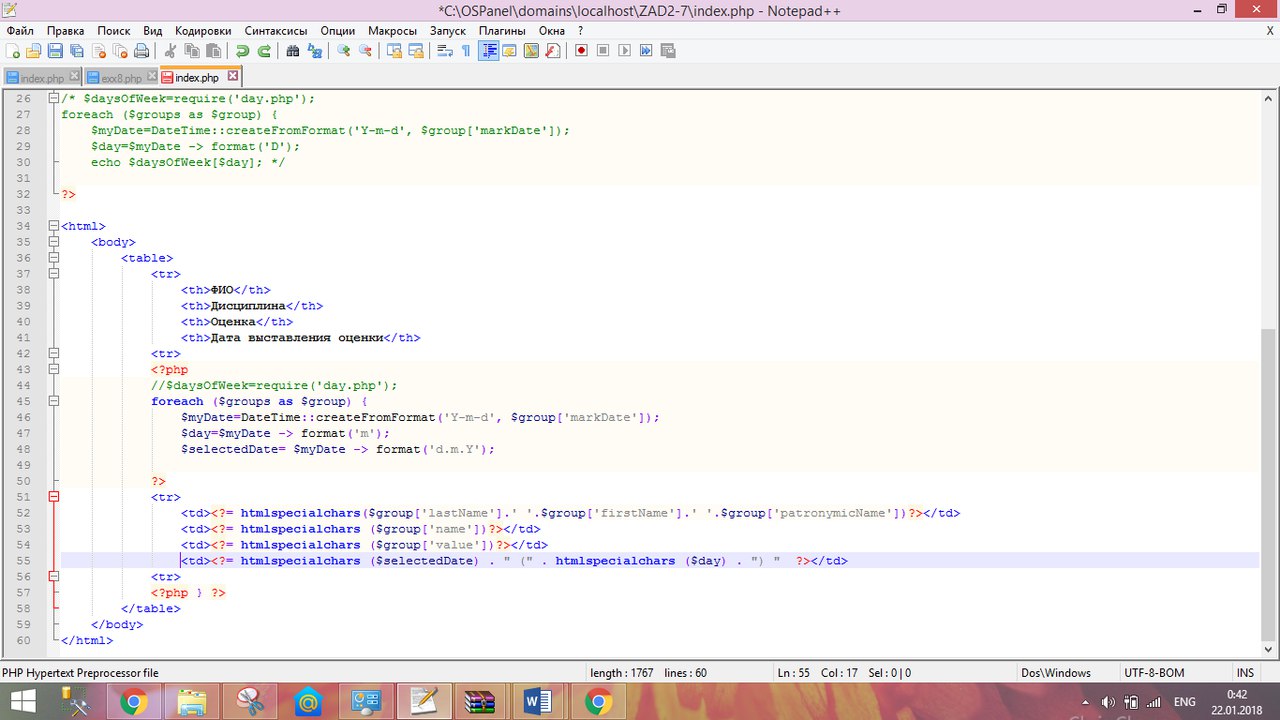 *C:\OSPanel\domains\localhost\ZAD2-7\index.php - Notepad++
Файл Правка Поиск Вид Кодировки Синтаксисы Опции Макросы Запуск Плагины Окна ? X
index.php exx8.php index.php
26 /* $daysOfWeek=require('day.php');
27 foreach ($groups as $group) {
28 $myDate=DateTime::createFromFormat('Y-m-d', $group['markDate']);
29 $day=$myDate -> format('D');
30 echo $daysOfWeek[$day]; */
31
32 ?>
33
34 <html>
35 <body>
36 <table>
37 <tr>
38 <th>ФИО</th>
39 <th>Дисциплина</th>
40 <th>Оценка</th>
41 <th>Дата выставления оценки</th>
42 <tr>
43 <?php
44 //$daysOfWeek=require('day.php');
45 foreach ($groups as $group) {
46 $myDate=DateTime::createFromFormat('Y-m-d', $group['markDate']);
47 $day=$myDate -> format('m');
48 $selectedDate= $myDate -> format('d.m.Y');
49
50 ?>
51 <tr>
52 <td><?= htmlspecialchars($group['lastName'].' '.$group['firstName'].' '.$group['patronymicName'])?></td>
53 <td><?= htmlspecialchars ($group['name'])?></td>
54 <td><?= htmlspecialchars ($group['value'])?></td>
55 <td><?= htmlspecialchars ($selectedDate) . " (" . htmlspecialchars ($day) . ") "  ?></td>
56 <tr>
57 <?php } ?>
58 </table>
59 </body>
60 </html>
PHP Hypertext Preprocessor file length : 1767 lines : 60 Ln : 55 Col : 17 Sel : 0 | 0 Dos\Windows UTF-8-BOM INS
ENG 0:42
22.01.2018